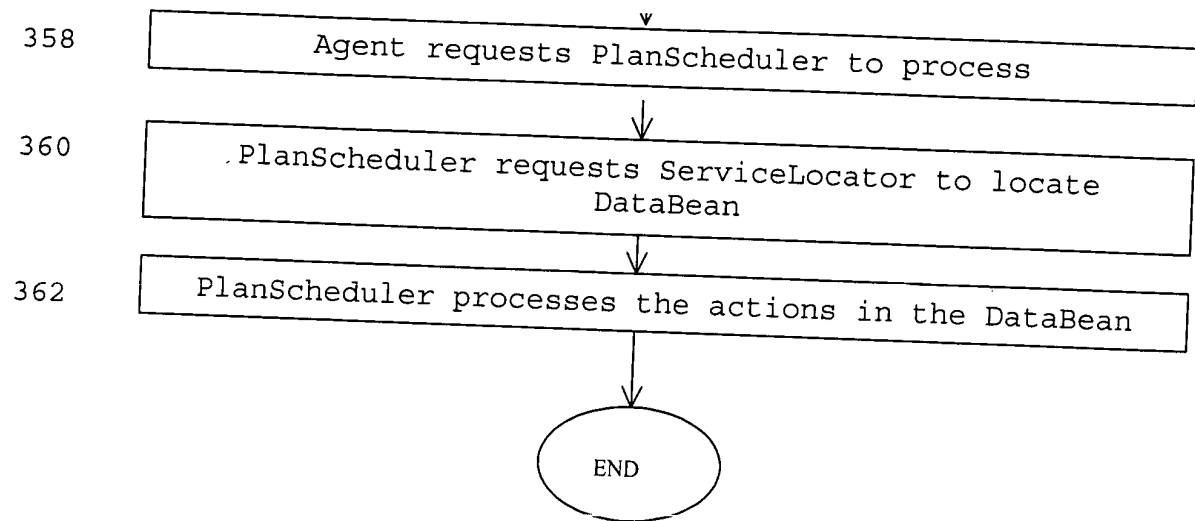 358 Agent requests PlanScheduler to process
360 PlanScheduler requests ServiceLocator to locate
DataBean
362 PlanScheduler processes the actions in the DataBean
END